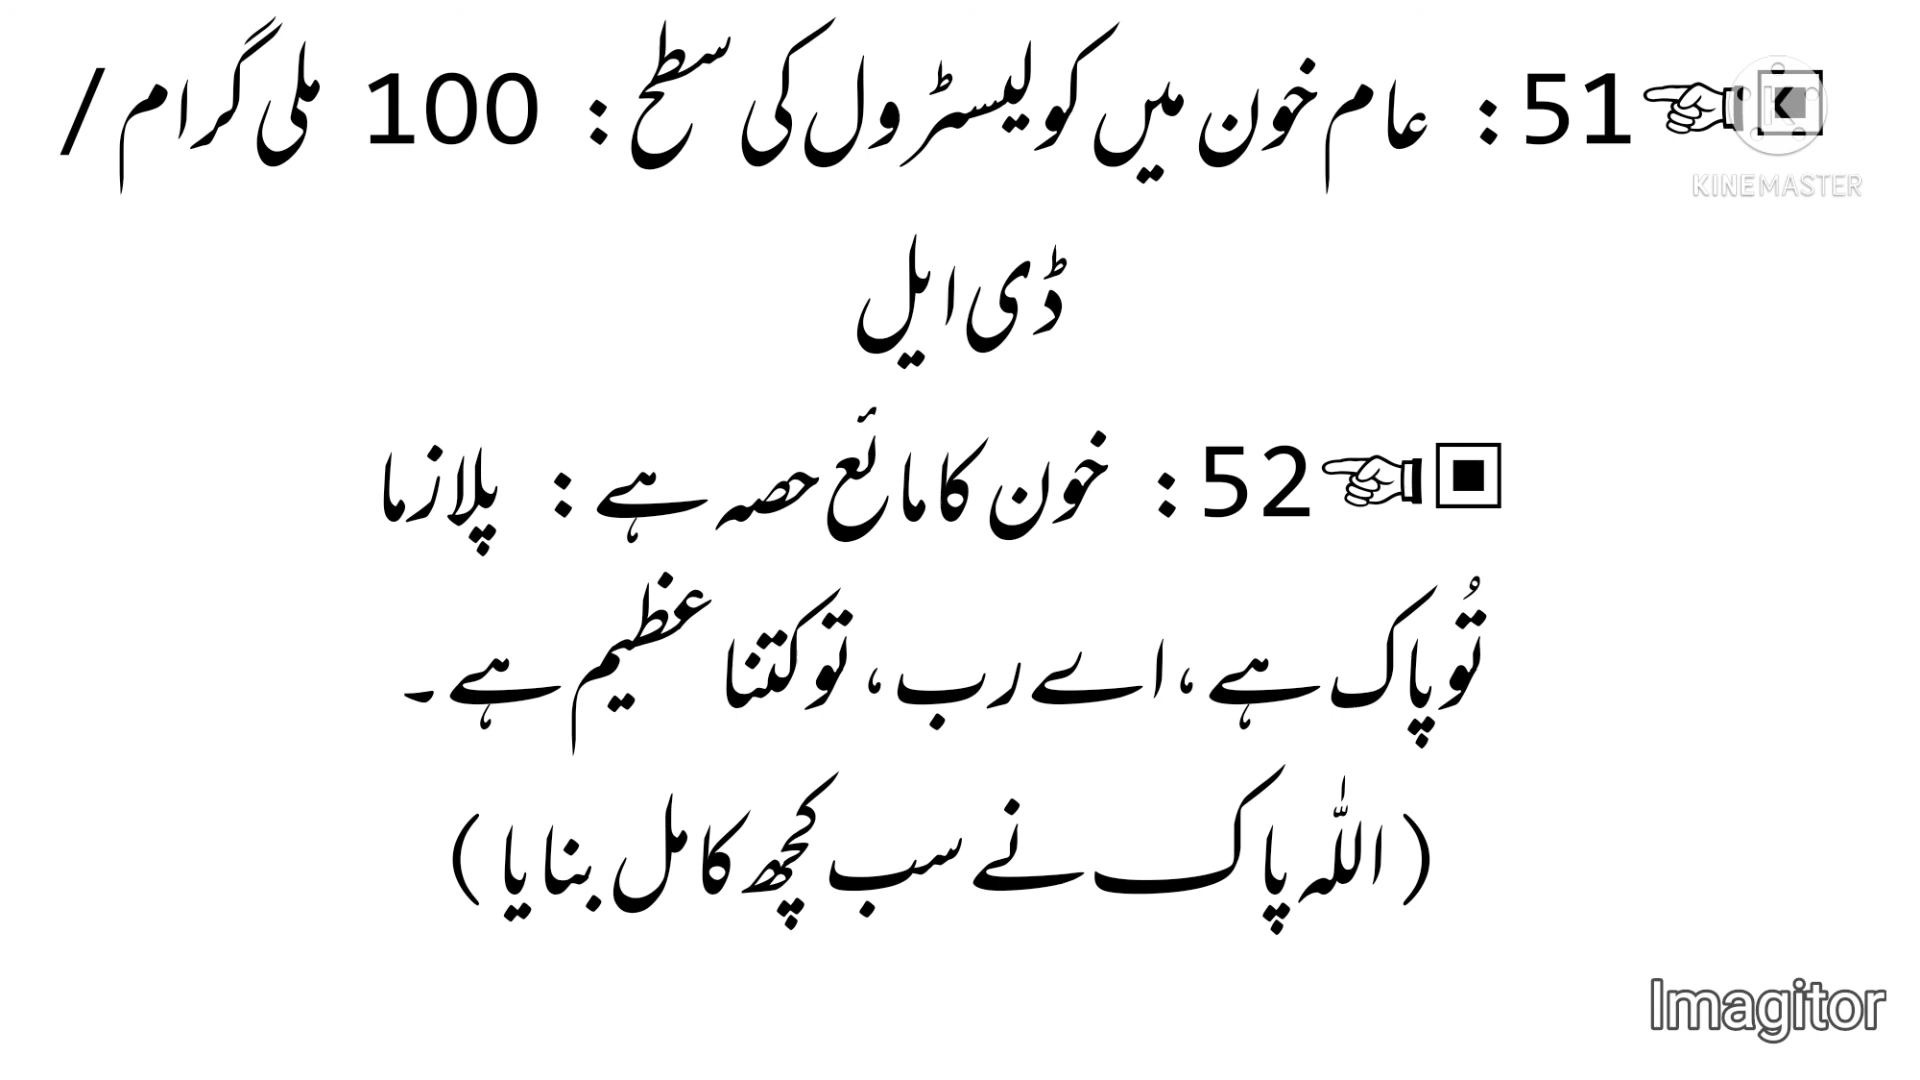 ▣☜51: عام خون میں کولیسٹرول کی سطح: 100 ملی گرام /
ڈی ایل
▣☜52: خون کا مائع حصہ ہے: پلازما
تُو پاک ہے، اے رب، تو کتنا عظیم ہے۔
(اللہ پاک نے سب کچھ کامل بنایا)
KINEMASTER
Imagitor